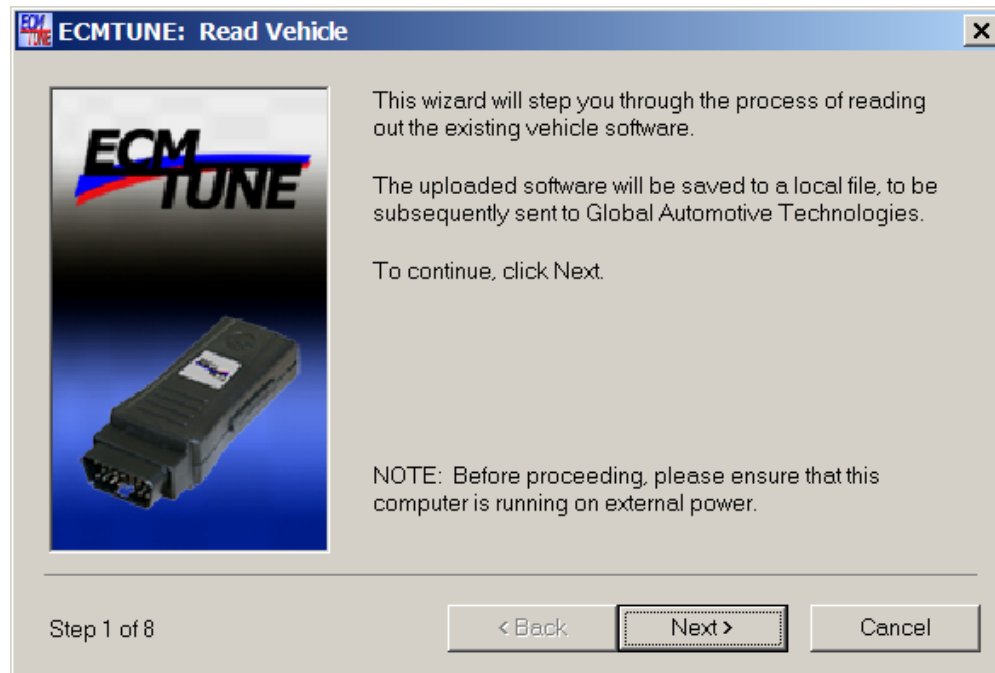 ECMTUNE: Read Vehicle
ECM
TUNE
This wizard will step you through the process of reading
out the existing vehicle software.
The uploaded software will be saved to a local file, to be
subsequently sent to Global Automotive Technologies.
To continue, click Next.
NOTE: Before proceeding, please ensure that this
computer is running on external power.
Step 1 of 8
< Back
Next >
Cancel